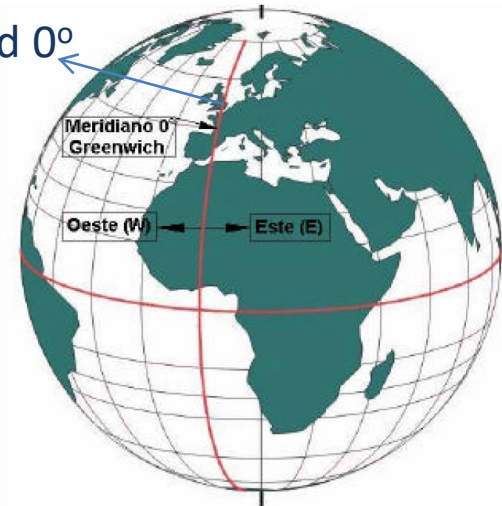 d 0º
Meridiano 0º
Greenwich
Oeste (W)
Este (E)